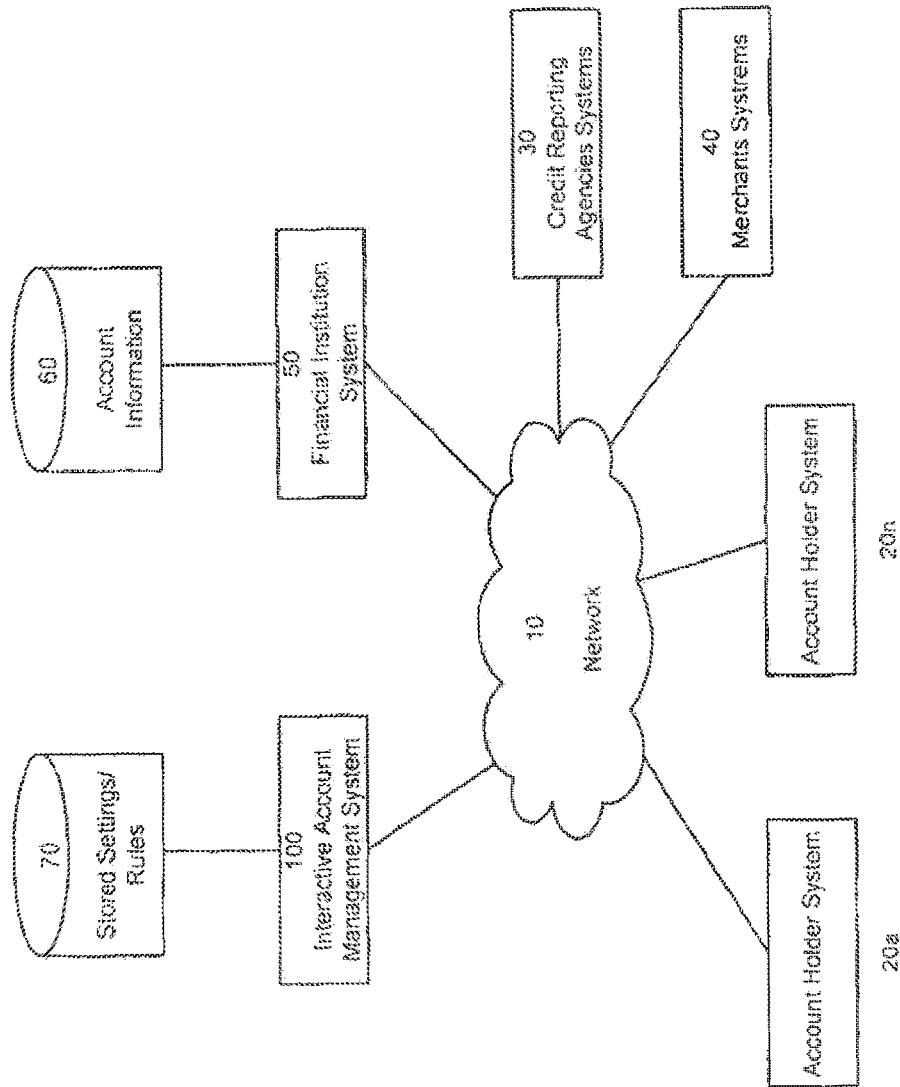 70
Stored Settings/
Rules
60
Account
Information
100
Interactive Account
Management System
50
Financial Institution
System
10
Network
30
Credit Reporting
Agencies Systems
40
Merchants Systrems
Account Holder System
20a
Account Holder System
20n